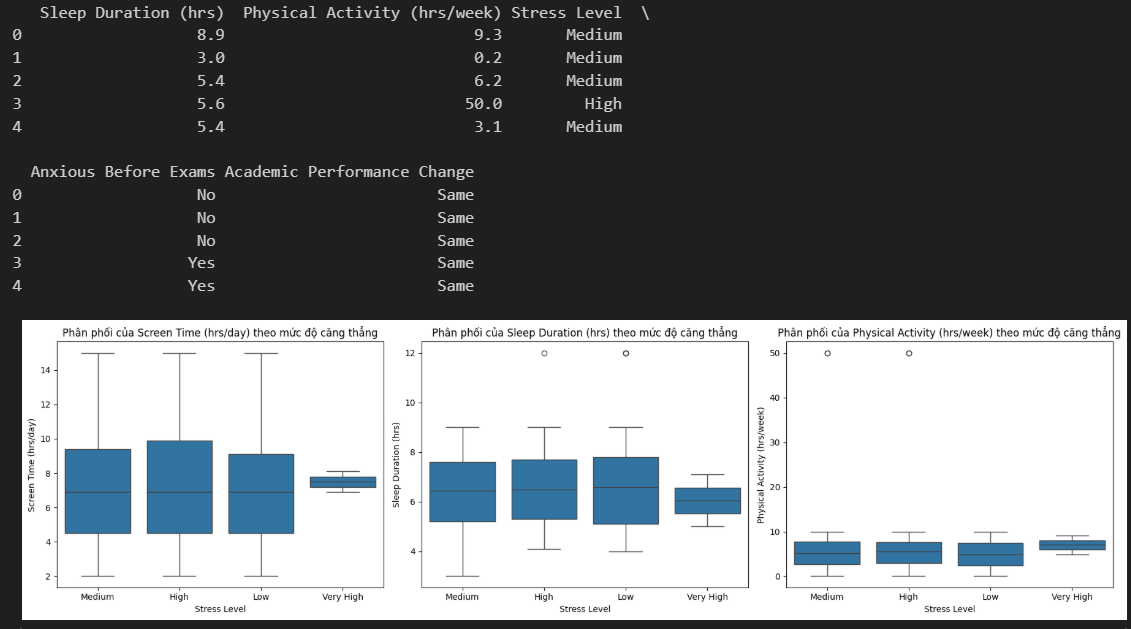 Sleep Duration (hrs)  Physical Activity (hrs/week) Stress Level  \
0 8.9 9.3 Medium
1 3.0 0.2 Medium
2 5.4 6.2 Medium
3 5.6 50.0 High
4 5.4 3.1 Medium
Anxious Before Exams Academic Performance Change
0 No Same
1 No Same
2 No Same
3 Yes Same
4 Yes Same
Phân phối của Screen Time (hrs/day) theo mức độ căng thẳng
Screen Time (hrs/day)
14
12
10
8
6
4
2
Medium High Low Very High
Stress Level
Phân phối của Sleep Duration (hrs) theo mức độ căng thẳng
Sleep Duration (hrs)
12
10
8
6
4
Medium High Low Very High
Stress Level
Phân phối của Physical Activity (hrs/week) theo mức độ căng thẳng
Physical Activity (hrs/week)
50
40
30
20
10
0
Medium High Low Very High
Stress Level